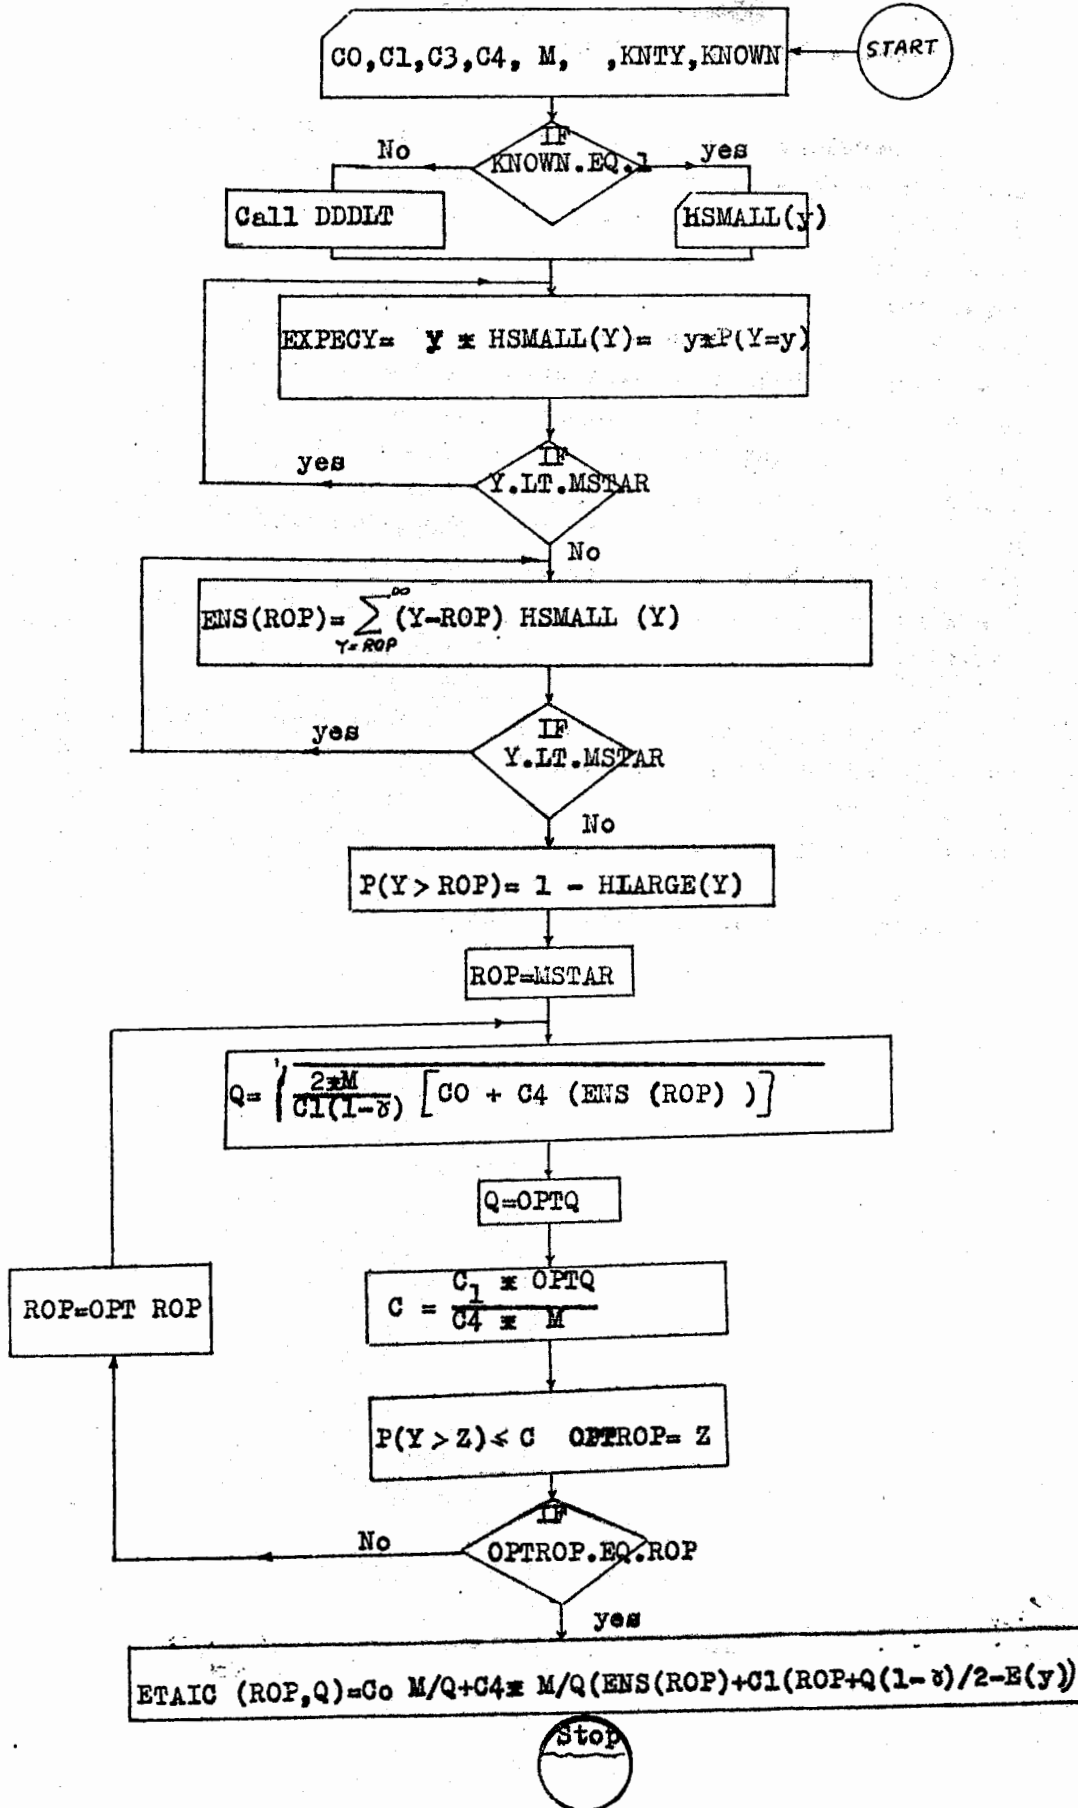 START
CO,C1,C3,C4, M, ,KNTY,KNOWN
IF
KNOWN.EQ.1
No
yes
Call DDDLT
HSMALL(y)
EXPECY= y * HSMALL(Y)= y*P(Y=y)
IF
Y.LT.MSTAR
yes
No
ENS(ROP)=∑(Y-ROP) HSMALL (Y)
∞
Y=ROP
IF
Y.LT.MSTAR
yes
No
P(Y > ROP)= 1 - HLARGE(Y)
ROP=MSTAR
Q= √ 2*M / C1(1-γ) [CO + C4 (ENS (ROP) )]
Q=OPTQ
C = C1 * OPTQ / C4 * M
ROP=OPT ROP
P(Y > Z) ≤ C OPTROP= Z
IF
OPTROP.EQ.ROP
No
yes
ETAIC (ROP,Q)=Co M/Q+C4* M/Q(ENS(ROP)+C1(ROP+Q(1-γ)/2-E(y))
Stop